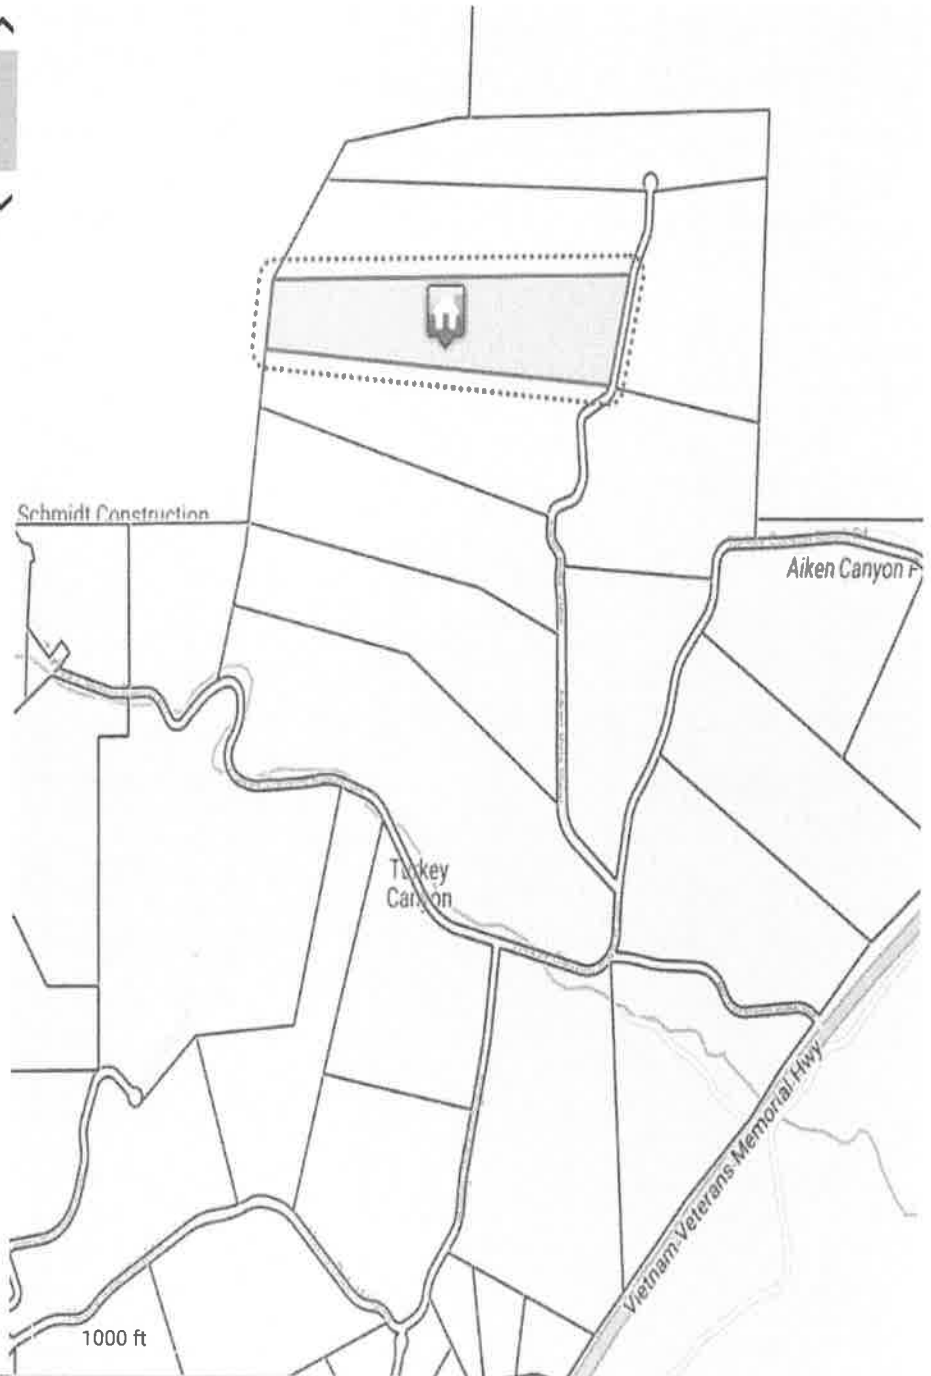 Schmidt Construction
Aiken Canyon
Turkey
Canyon
Vietnam Veterans Memorial Hwy
1000 ft